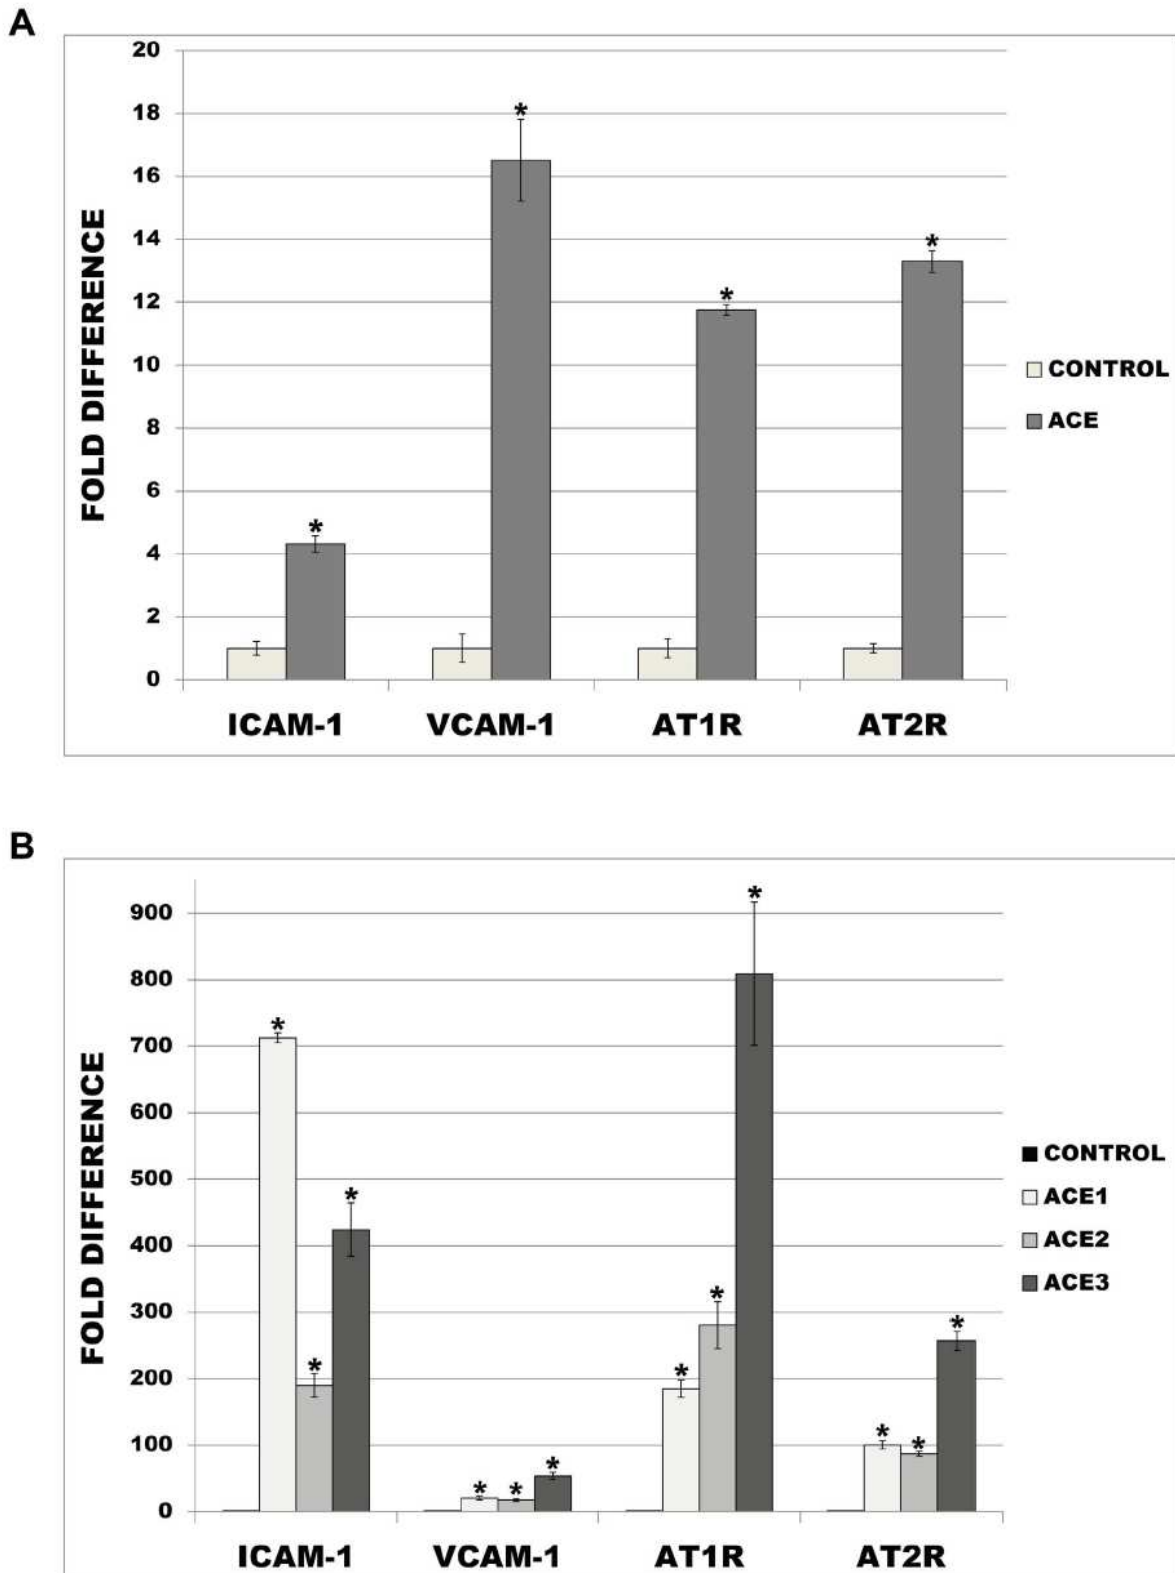 A
20
18
16
14
12
10
8
6
4
2
0
FOLD DIFFERENCE
*
*
*
*
ICAM-1 VCAM-1 AT1R AT2R
CONTROL
ACE
B
900
800
700
600
500
400
300
200
100
0
FOLD DIFFERENCE
* * *
* * *
* * *
* * *
ICAM-1 VCAM-1 AT1R AT2R
CONTROL
ACE1
ACE2
ACE3